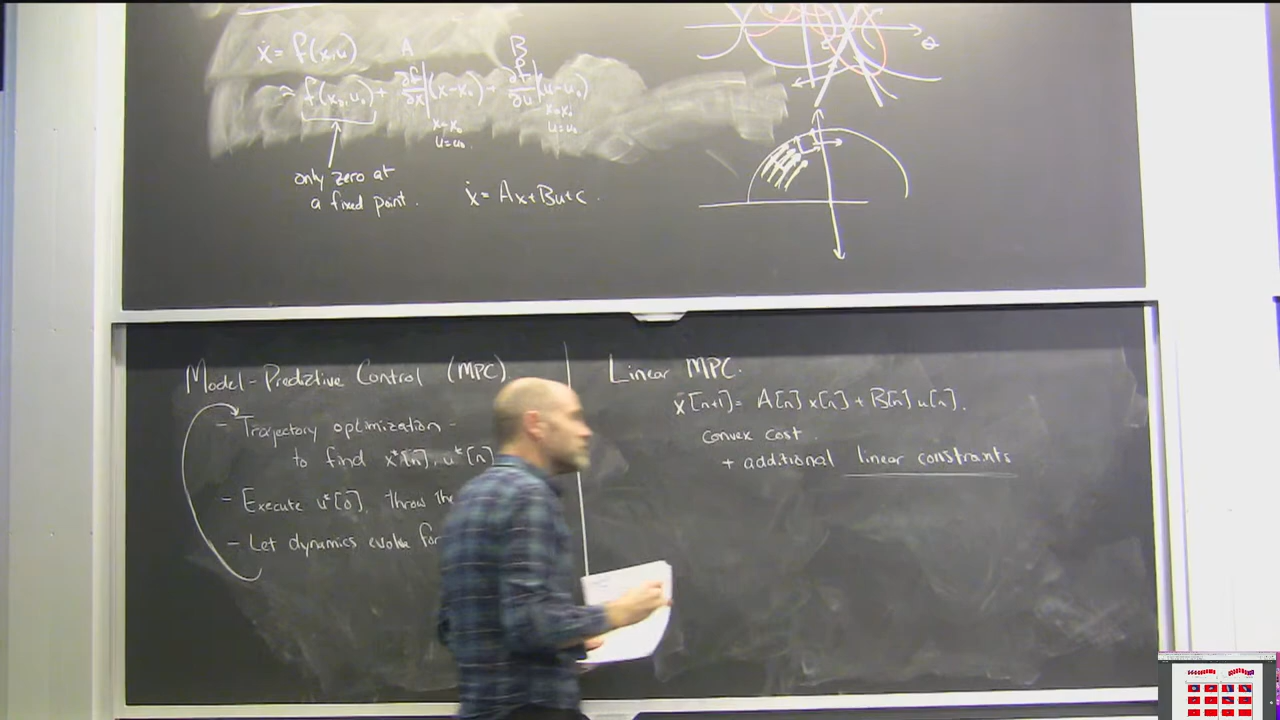 ẋ = f(x,u)
A B
≈ f(x₀,u₀) + ∂f/∂x|(x-x₀) + ∂f/∂u|(u-u₀)
x=x₀ x=x₀
u=u₀ u=u₀
only zero at
a fixed point.
ẋ = Ax+Bu+c
Model-Predictive Control (MPC)
- Trajectory optimization -
to find x*[n], u*[n]
- Execute u*[0], throw the
- Let dynamics evolve for
Linear MPC.
x[n+1] = A[n] x[n] + B[n] u[n].
convex cost.
+ additional linear constraints